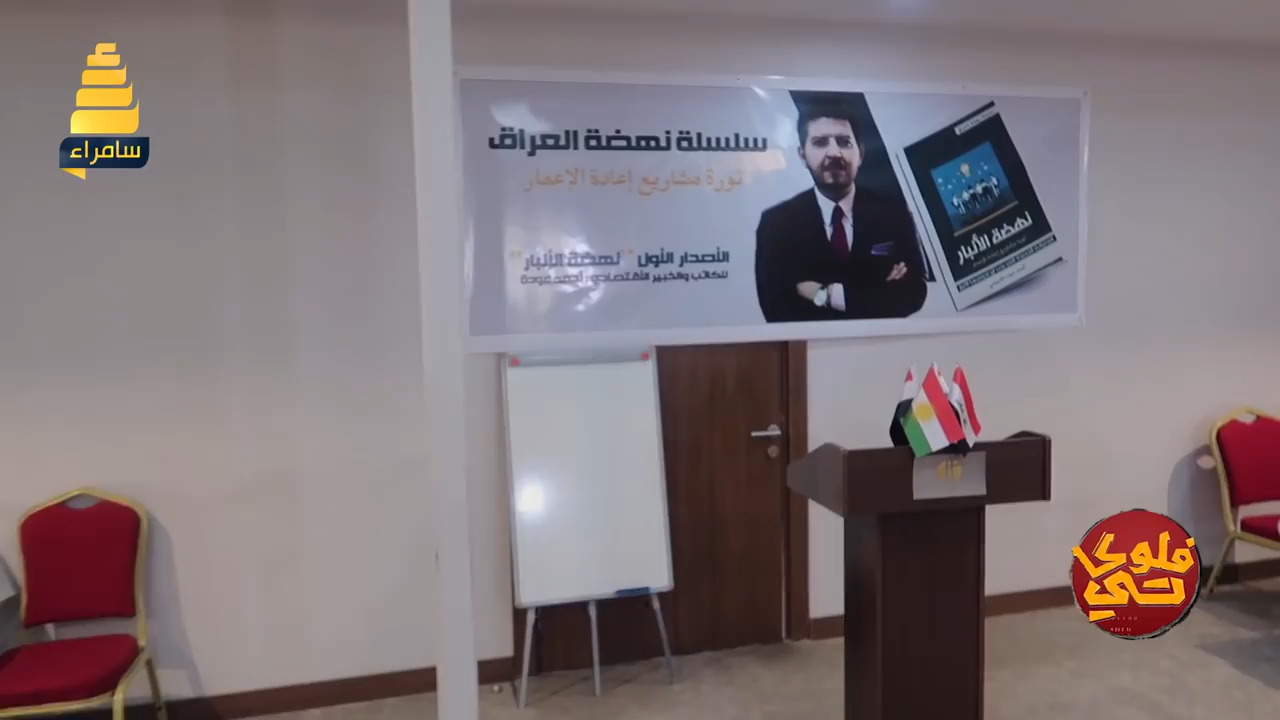 سامراء
سلسلة نهضة العراق
ثورة مشاريع إعادة الإعمار
الأصدار الأول "نهضة الأنبار"
للكاتب والخبير الأقتصادي أحمد عودة
نهضة الأنبار
فلوگا
تي